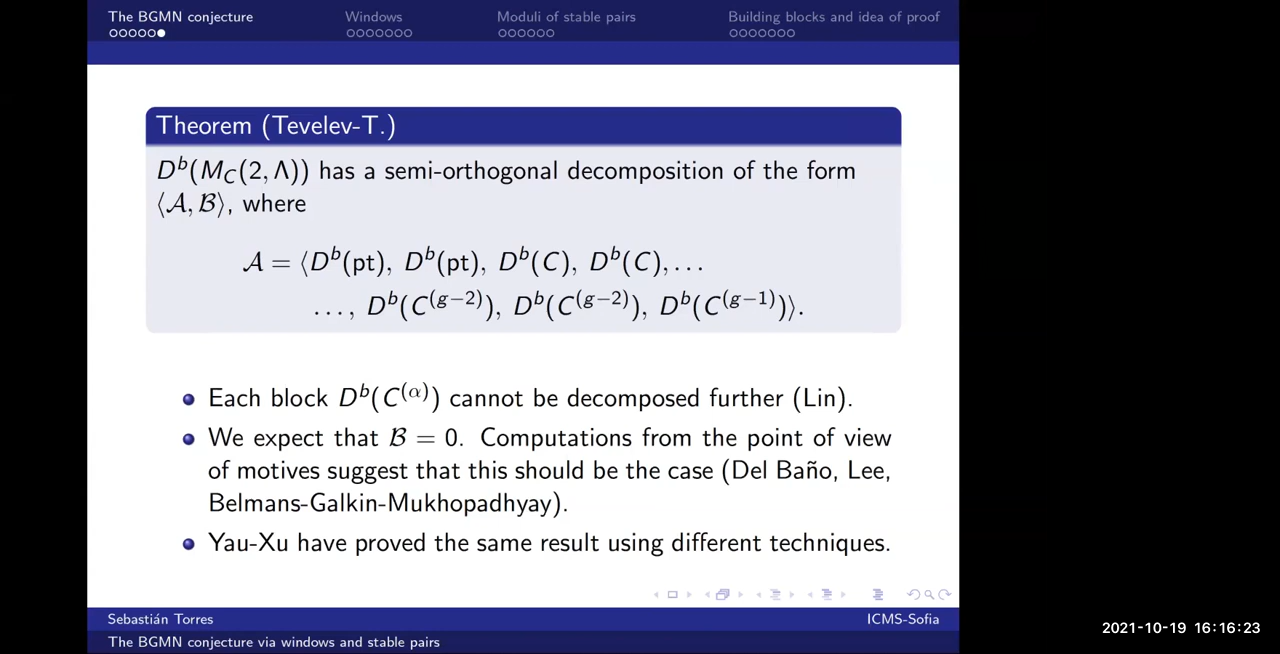 The BGMN conjecture Windows Moduli of stable pairs Building blocks and idea of proof
Theorem (Tevelev-T.)
D^b(M_C(2, Λ)) has a semi-orthogonal decomposition of the form
⟨𝒜, ℬ⟩, where
𝒜 = ⟨D^b(pt), D^b(pt), D^b(C), D^b(C), …
…, D^b(C^(g−2)), D^b(C^(g−2)), D^b(C^(g−1))⟩.
Each block D^b(C^(α)) cannot be decomposed further (Lin).
We expect that ℬ = 0. Computations from the point of view
of motives suggest that this should be the case (Del Baño, Lee,
Belmans-Galkin-Mukhopadhyay).
Yau-Xu have proved the same result using different techniques.
Sebastián Torres ICMS-Sofia
The BGMN conjecture via windows and stable pairs
2021-10-19 16:16:23